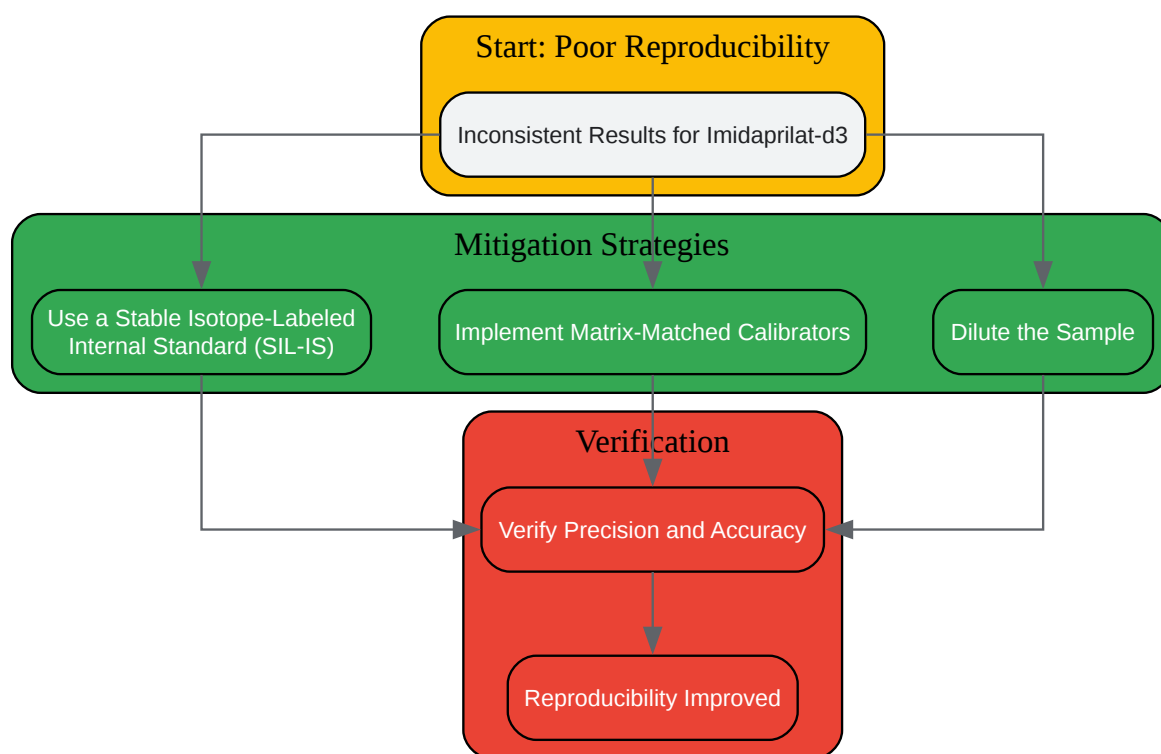 Start: Poor Reproducibility
Inconsistent Results for Imidaprilat-d3
Mitigation Strategies
Use a Stable Isotope-Labeled
Internal Standard (SIL-IS)
Implement Matrix-Matched Calibrators
Dilute the Sample
Verification
Verify Precision and Accuracy
Reproducibility Improved